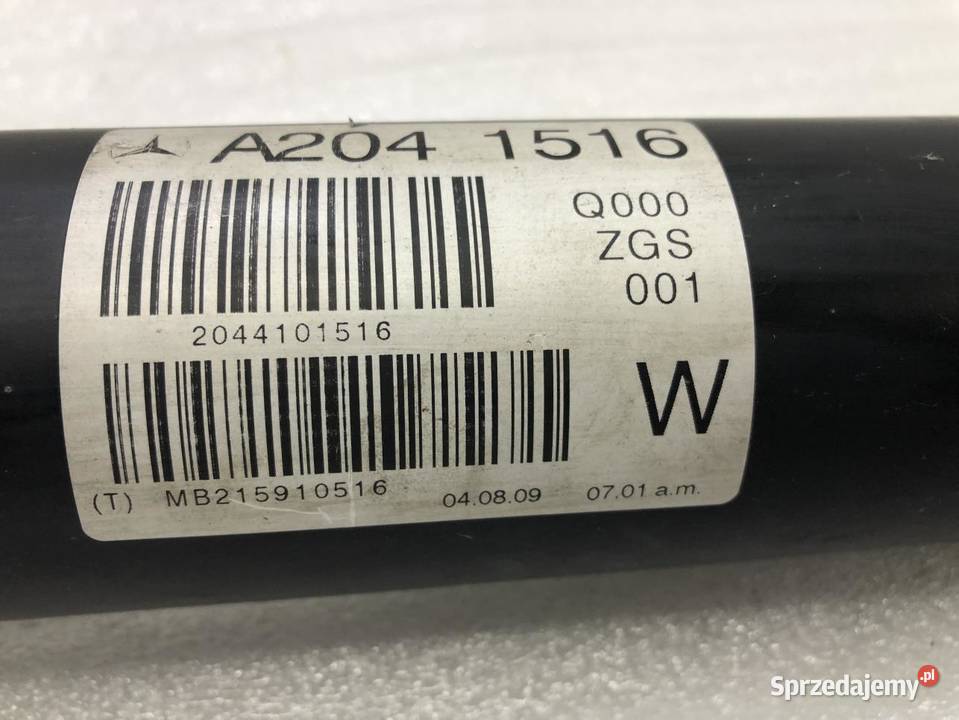 A204 1516
Q000
ZGS
001
2044101516
W
(T) MB215910516 04.08.09 07.01 a.m.
Sprzedajemy.pl